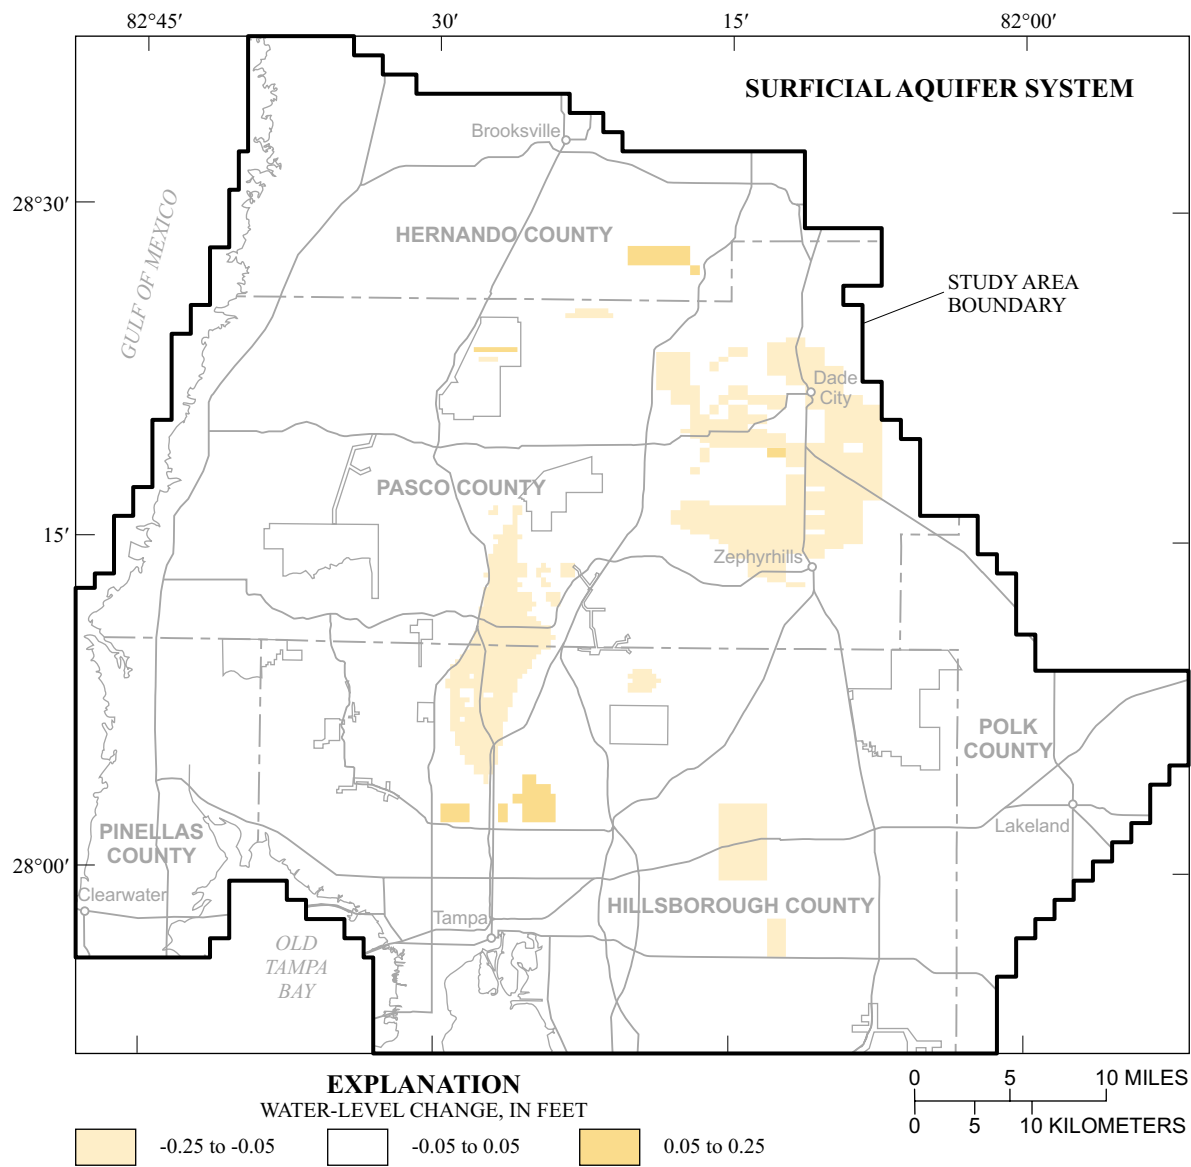 82°45′ 30′ 15′ 82°00′
SURFICIAL AQUIFER SYSTEM
Brooksville
28°30′
GULF OF MEXICO
HERNANDO COUNTY
STUDY AREA
BOUNDARY
Dade
City
PASCO COUNTY
15′
Zephyrhills
POLK
COUNTY
PINELLAS
COUNTY
Lakeland
28°00′
Clearwater
HILLSBOROUGH COUNTY
Tampa
OLD
TAMPA
BAY
EXPLANATION
WATER-LEVEL CHANGE, IN FEET
-0.25 to -0.05 -0.05 to 0.05 0.05 to 0.25
0 5 10 MILES
0 5 10 KILOMETERS